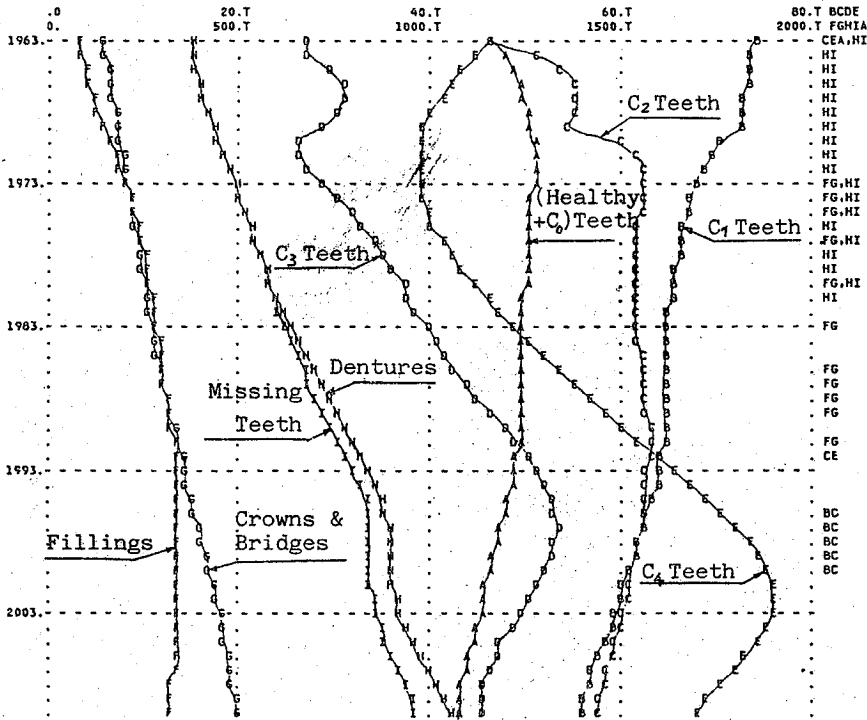 .0 20.T 40.T 60.T 80.T BCDE
.0 500.T 1000.T 1500.T 2000.T FGHIA
1963. CEA,HI
HI
HI
HI
HI
HI
C₂ Teeth
HI
HI
HI
HI
1973. FG,HI
(Healthy
+C₀)Teeth
FG,HI
FG,HI
C₁ Teeth
HI
FG,HI
C₃ Teeth
HI
HI
FG,HI
HI
1983. FG
Dentures
FG
FG
Missing
Teeth
FG
FG
FG
CE
1993.
BC
Crowns &
Bridges
BC
Fillings
BC
BC
C₄ Teeth
BC
2003.